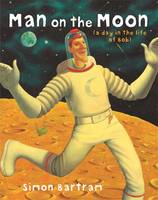 Man on the Moon
(a day in the life
of Bob)
Simon Bartram